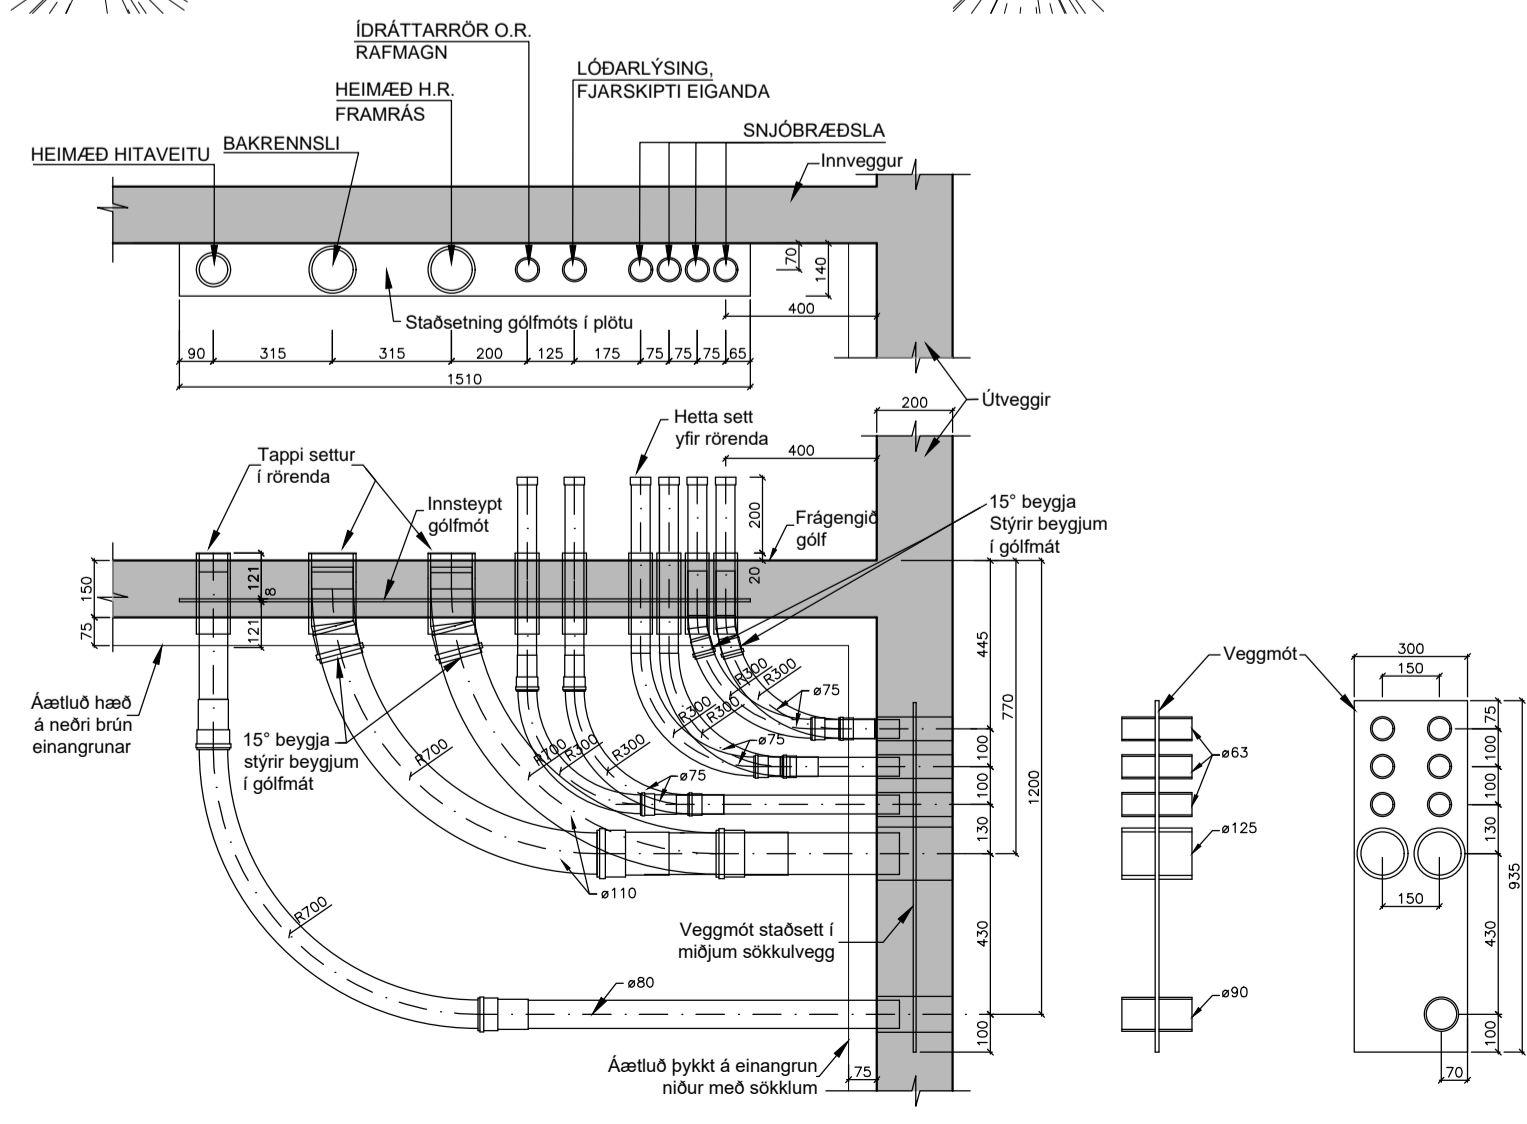 ÍDRÁTTARRÖR O.R.
RAFMAGN
LÓÐARLÝSING,
FJARSKIPTI EIGANDA
HEIMÆÐ H.R.
FRAMRÁS
SNJÓBRÆÐSLA
BAKRENNSLI
HEIMÆÐ HITAVEITU
Innveggur
70
140
400
Staðsetning gólfmóts í plötu
90
315
315
200
125
175
75
75
75
65
1510
200
Útveggir
Hetta sett
yfir rörenda
400
Tappi settur
í rörenda
Innsteypt
gólfmót
200
Frágengið
gólf
15° beygja
Stýrir beygjum
í gólfmát
150
75
121
8
121
20
445
770
1200
Áætluð hæð
á neðri brún
einangrunar
15° beygja
stýrir beygjum
í gólfmát
R300
R300
R300
R300
R700
R700
R300
R300
ø75
ø75
ø75
100
100
130
ø110
R700
Veggmót staðsett í
miðjum sökkulvegg
430
ø80
100
Áætluð þykkt á einangrun
niður með sökklum
75
Veggmót
ø63
ø125
ø90
300
150
75
100
100
130
150
935
430
100
70